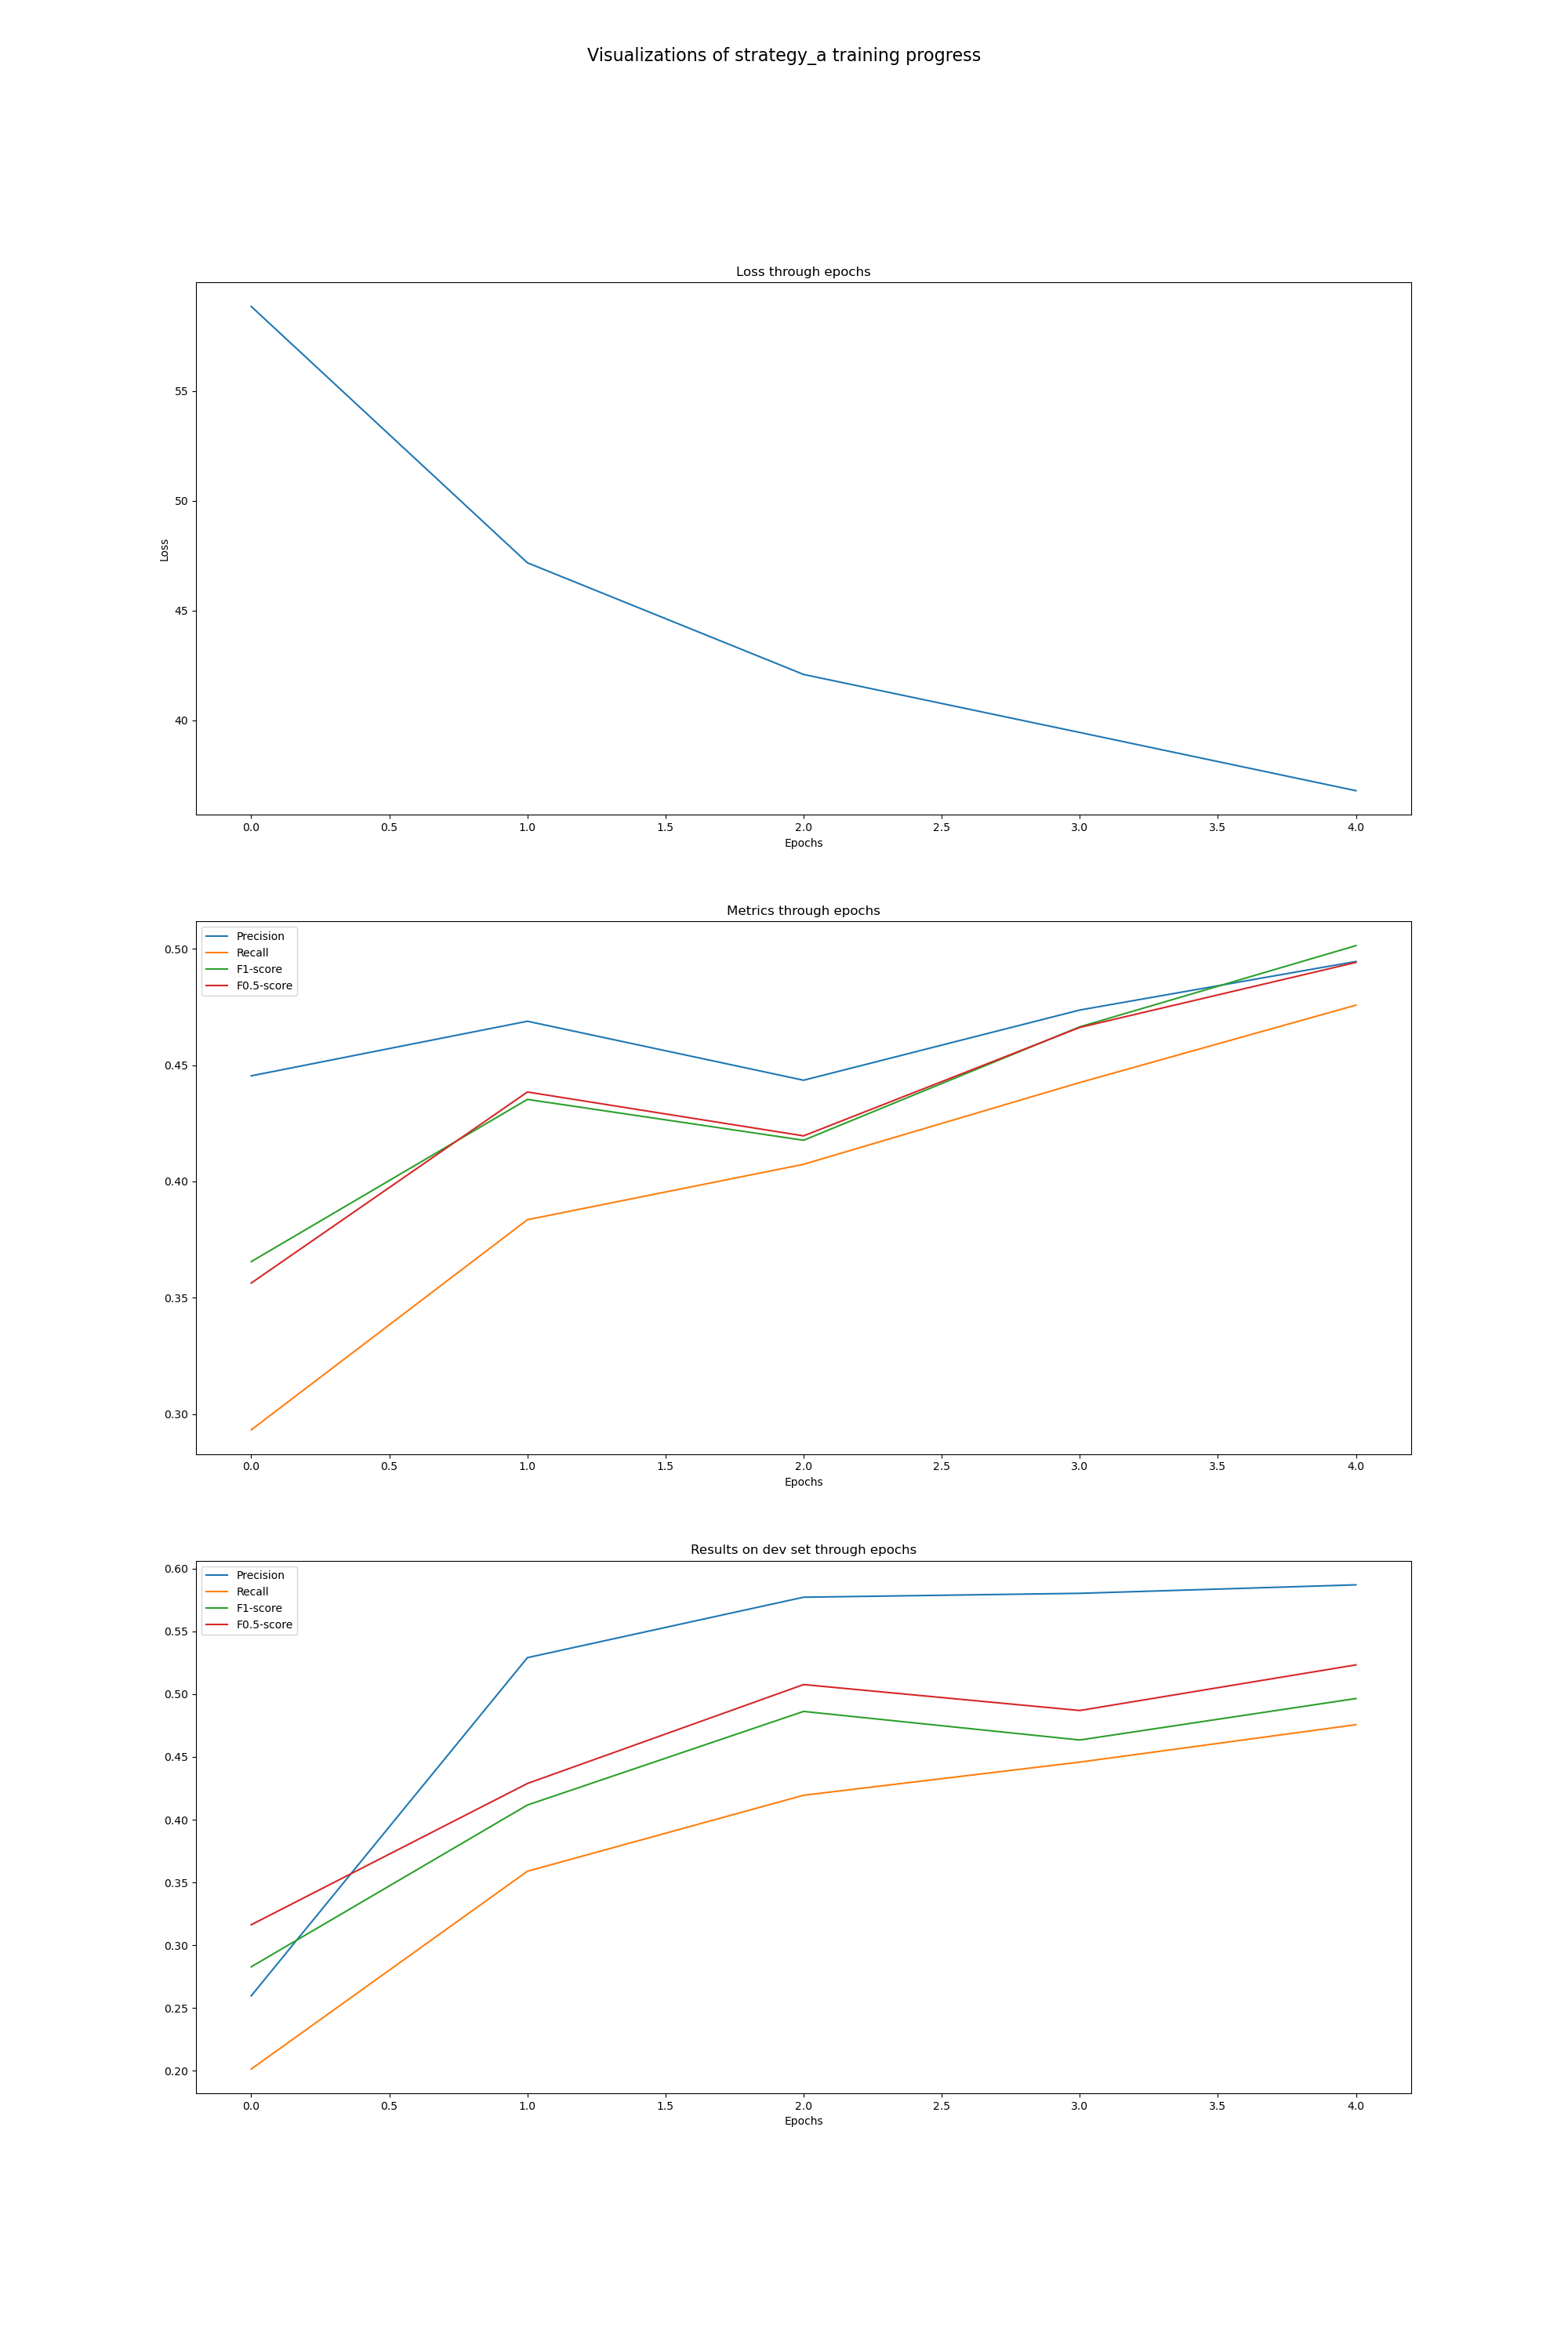 Visualizations of strategy_a training progress
Loss through epochs
55
50
45
40
Loss
0.0 0.5 1.0 1.5 2.0 2.5 3.0 3.5 4.0
Epochs
Metrics through epochs
Precision
Recall
F1-score
F0.5-score
0.50
0.45
0.40
0.35
0.30
0.0 0.5 1.0 1.5 2.0 2.5 3.0 3.5 4.0
Epochs
Results on dev set through epochs
Precision
Recall
F1-score
F0.5-score
0.60
0.55
0.50
0.45
0.40
0.35
0.30
0.25
0.20
0.0 0.5 1.0 1.5 2.0 2.5 3.0 3.5 4.0
Epochs